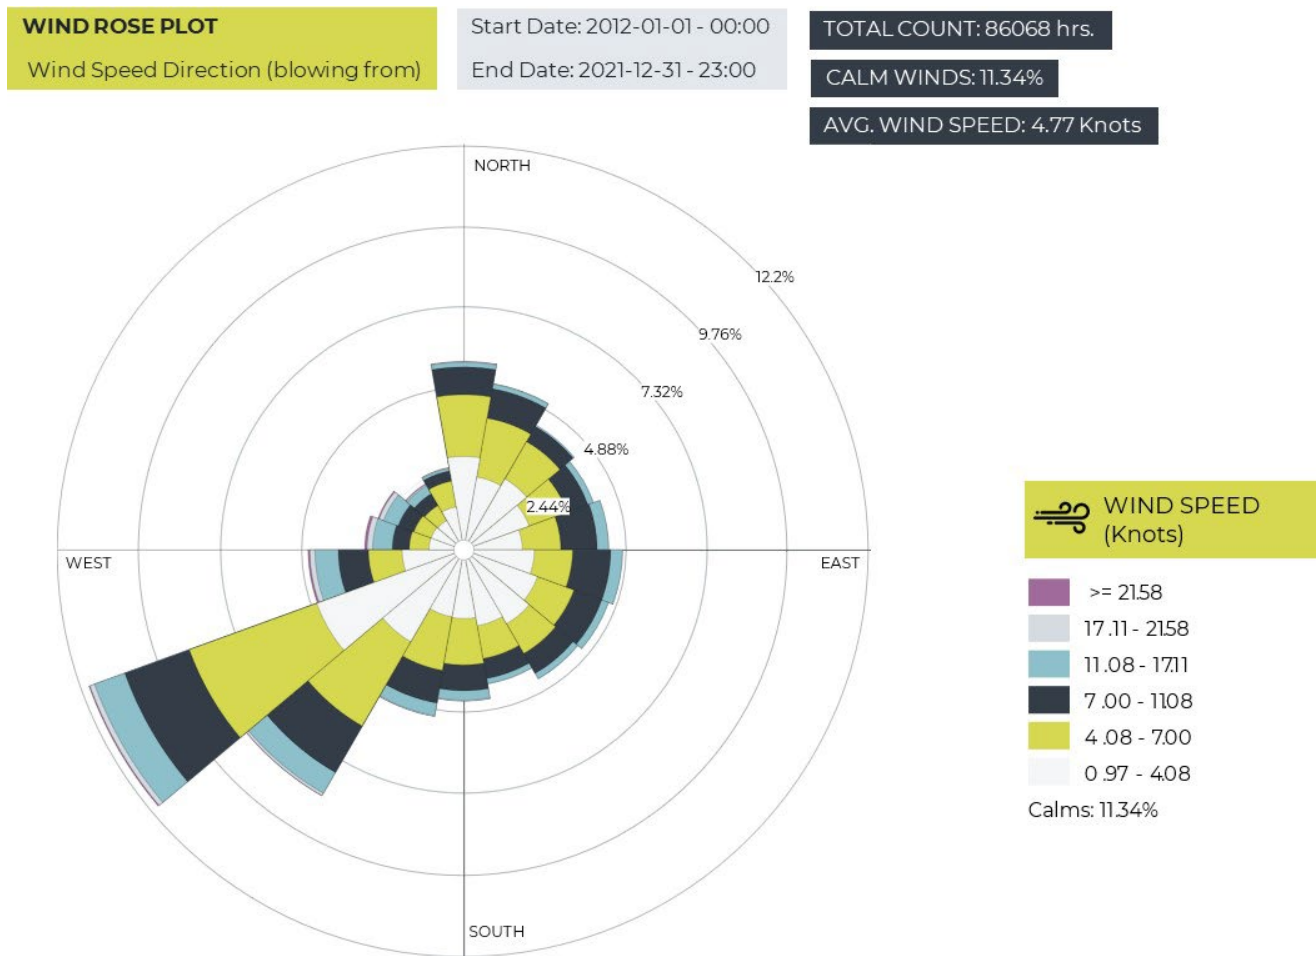 WIND ROSE PLOT
Wind Speed Direction (blowing from)
Start Date: 2012-01-01 - 00:00
End Date: 2021-12-31 - 23:00
TOTAL COUNT: 86068 hrs.
CALM WINDS: 11.34%
AVG. WIND SPEED: 4.77 Knots
NORTH
12.2%
9.76%
7.32%
4.88%
2.44%
WEST
EAST
SOUTH
WIND SPEED
(Knots)
>= 21.58
17.11 - 21.58
11.08 - 17.11
7.00 - 11.08
4.08 - 7.00
0.97 - 4.08
Calms: 11.34%